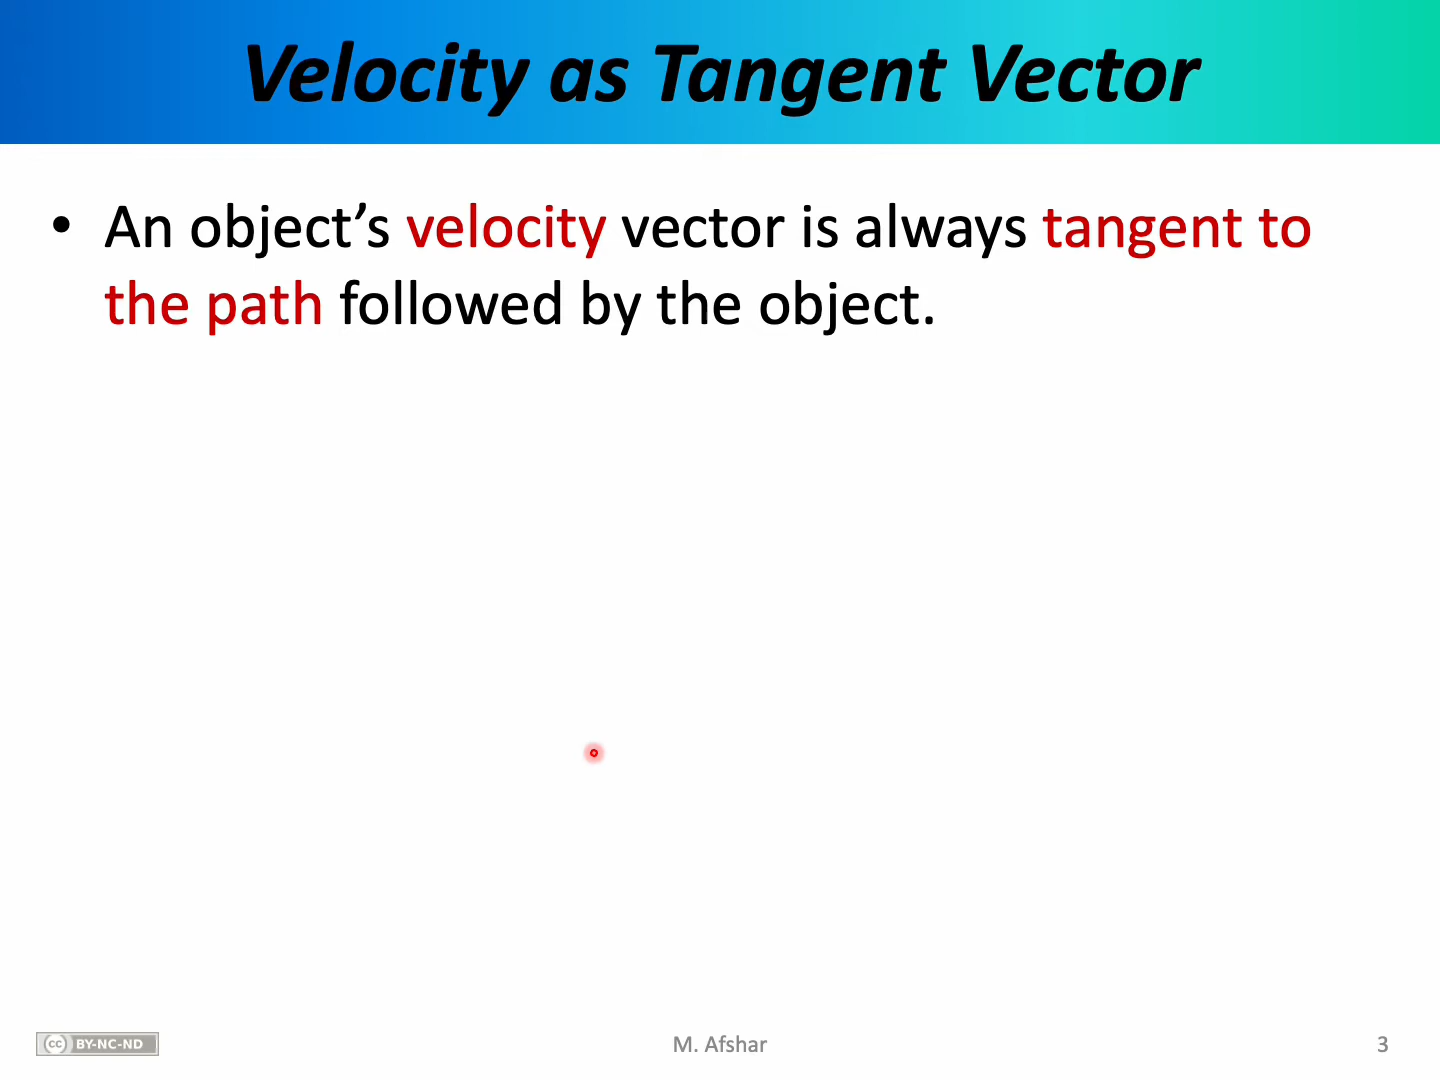 Velocity as Tangent Vector
• An object’s velocity vector is always tangent to
the path followed by the object.
cc BY-NC-ND
M. Afshar
3